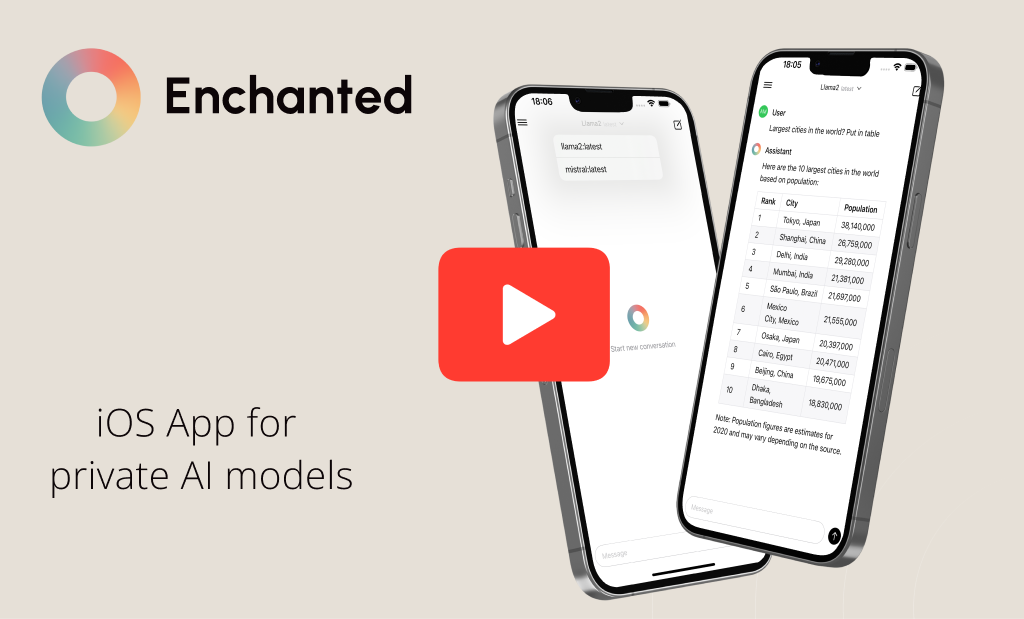 Enchanted
iOS App for
private AI models
18:06
Llama2 latest
llama2:latest
mistral:latest
Start new conversation
Message
18:05
Llama2 latest
User
Largest cities in the world? Put in table
Assistant
Here are the 10 largest cities in the world
based on population:
Rank City Population
1 Tokyo, Japan 38,140,000
2 Shanghai, China 26,759,000
3 Delhi, India 29,280,000
4 Mumbai, India 21,381,000
5 São Paulo, Brazil 21,697,000
6 Mexico
City, Mexico 21,555,000
7 Osaka, Japan 20,397,000
8 Cairo, Egypt 20,471,000
9 Beijing, China 19,675,000
10 Dhaka,
Bangladesh 18,830,000
Note: Population figures are estimates for
2020 and may vary depending on the source.
Message